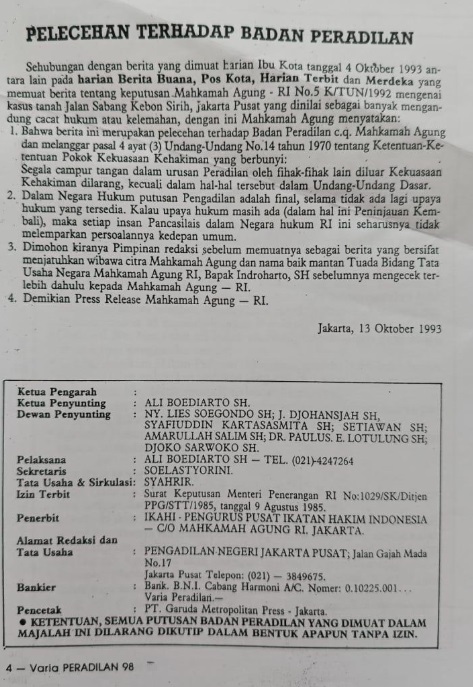 PELECEHAN TERHADAP BADAN PERADILAN
Sehubungan dengan berita yang dimuat harian Ibu Kota tanggal 4 Oktober 1993 an-
tara lain pada harian Berita Buana, Pos Kota, Harian Terbit dan Merdeka yang
memuat berita tentang keputusan Mahkamah Agung - RI No.5 K/TUN/1992 mengenai
kasus tanah Jalan Sabang Kebon Sirih, jakarta Pusat yang dinilai sebagai banyak mengan-
dung cacat hukum atau kelemahan, dengan ini Mahkamah Agung menyatakan:
1. Bahwa berita ini merupakan pelecehan terhadap Badan Peradilan c.q. Mahkamah Agung
dan melanggar pasal 4 ayat (3) Undang-Undang No.14 tahun 1970 tentang Ketentuan-Ke-
tentuan Pokok Kekuasaan Kehakiman yang berbunyi:
Segala campur tangan dalam urusan Peradilan oleh fihak-fihak lain diluar Kekuasaan
Kehakiman dilarang, kecuali dalam hal-hal tersebut dalam Undang-Undang Dasar.
2. Dalam Negara Hukum putusan Pengadilan adalah final, selama tidak ada lagi upaya
hukum yang tersedia. Kalau upaya hukum masih ada (dalam hal ini Peninjauan Kem-
bali), maka setiap insan Pancasilais dalam Negara hukum RI ini seharusnya tidak
melemparkan persoalannya kedepan umum.
3. Dimohon kiranya Pimpinan redaksi sebelum memuatnya sebagai berita yang bersifat
menjatuhkan wibawa citra Mahkamah Agung dan nama baik mantan Tuada Bidang Tata
Usaha Negara Mahkamah Agung RI, Bapak Indroharto, SH sebelumnya mengecek ter-
lebih dahulu kepada Mahkamah Agung — RI.
4. Demikian Press Release Mahkamah Agung — RI.
Jakarta, 13 Oktober 1993
Ketua Pengarah :
Ketua Penyunting : ALI BOEDIARTO SH.
Dewan Penyunting : NY. LIES SOEGONDO SH; J. DJOHANSJAH SH,
SYAFIUDDIN KARTASASMITA SH; SETIAWAN SH;
AMARULLAH SALIM SH; DR. PAULUS. E. LOTULUNG SH;
DJOKO SARWOKO SH.
Pelaksana : ALI BOEDIARTO SH — TEL. (021)-4247264
Sekretaris : SOELASTYORINI.
Tata Usaha & Sirkulasi: SYAHRIR.
Izin Terbit : Surat Keputusan Menteri Penerangan RI No:1029/SK/Ditjen
PPG/STT/1985, tanggal 9 Agustus 1985.
Penerbit : IKAHI - PENGURUS PUSAT IKATAN HAKIM INDONESIA
— C/O MAHKAMAH AGUNG RI. JAKARTA.
Alamat Redaksi dan
Tata Usaha : PENGADILAN NEGERI JAKARTA PUSAT; Jalan Gajah Mada
No.17
Jakarta Pusat Telepon: (021) — 3849675.
Bankier : Bank. B.N.I. Cabang Harmoni A/C. Nomer: 0.10225.001...
Varia Peradilan.—
Pencetak : PT. Garuda Metropolitan Press - Jakarta.
● KETENTUAN, SEMUA PUTUSAN BADAN PERADILAN YANG DIMUAT DALAM
MAJALAH INI DILARANG DIKUTIP DALAM BENTUK APAPUN TANPA IZIN.
4 — Varia PERADILAN 98